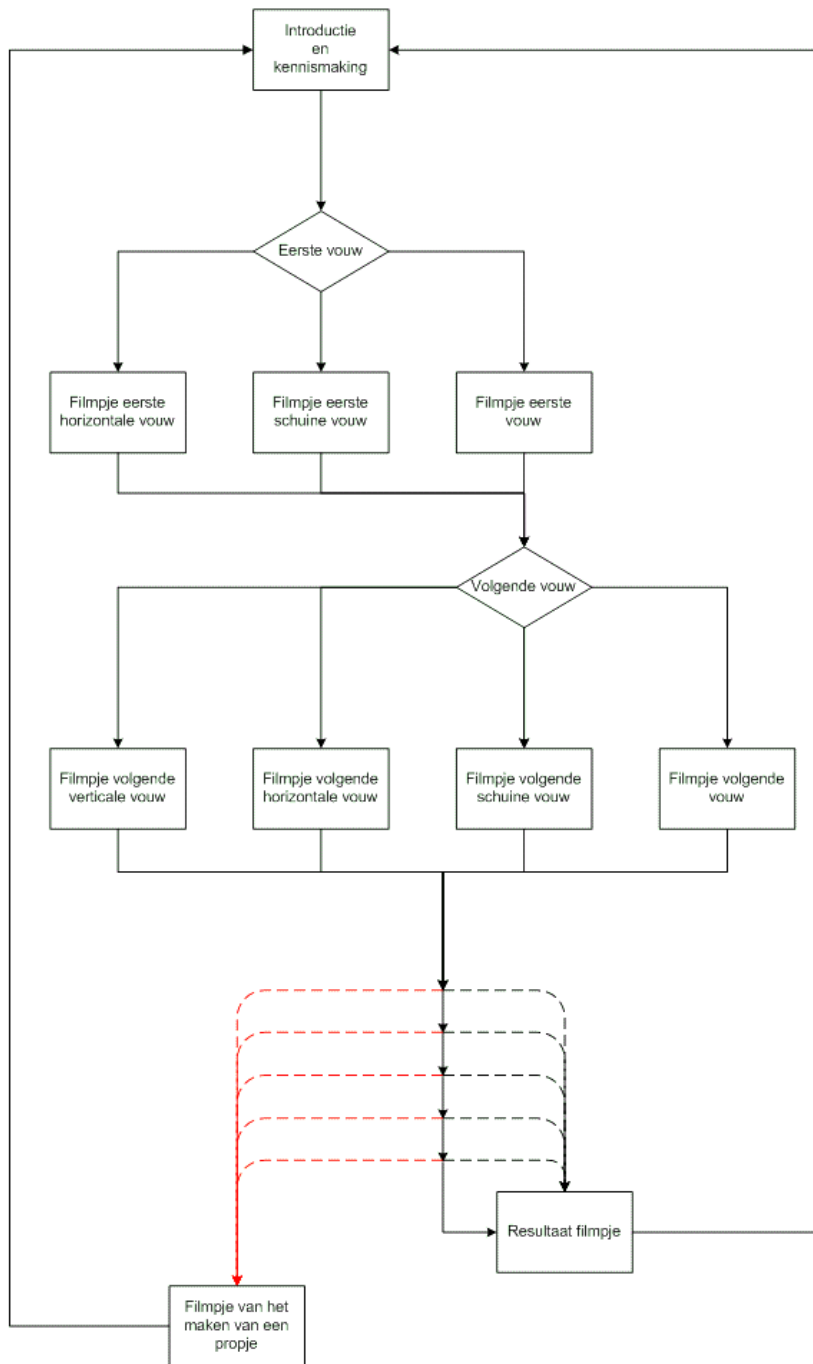 Introductie
en
kennismaking
Eerste vouw
Filmpje eerste
horizontale vouw
Filmpje eerste
schuine vouw
Filmpje eerste
vouw
Volgende vouw
Filmpje volgende
verticale vouw
Filmpje volgende
horizontale vouw
Filmpje volgende
schuine vouw
Filmpje volgende
vouw
Resultaat filmpje
Filmpje van het
maken van een
propje